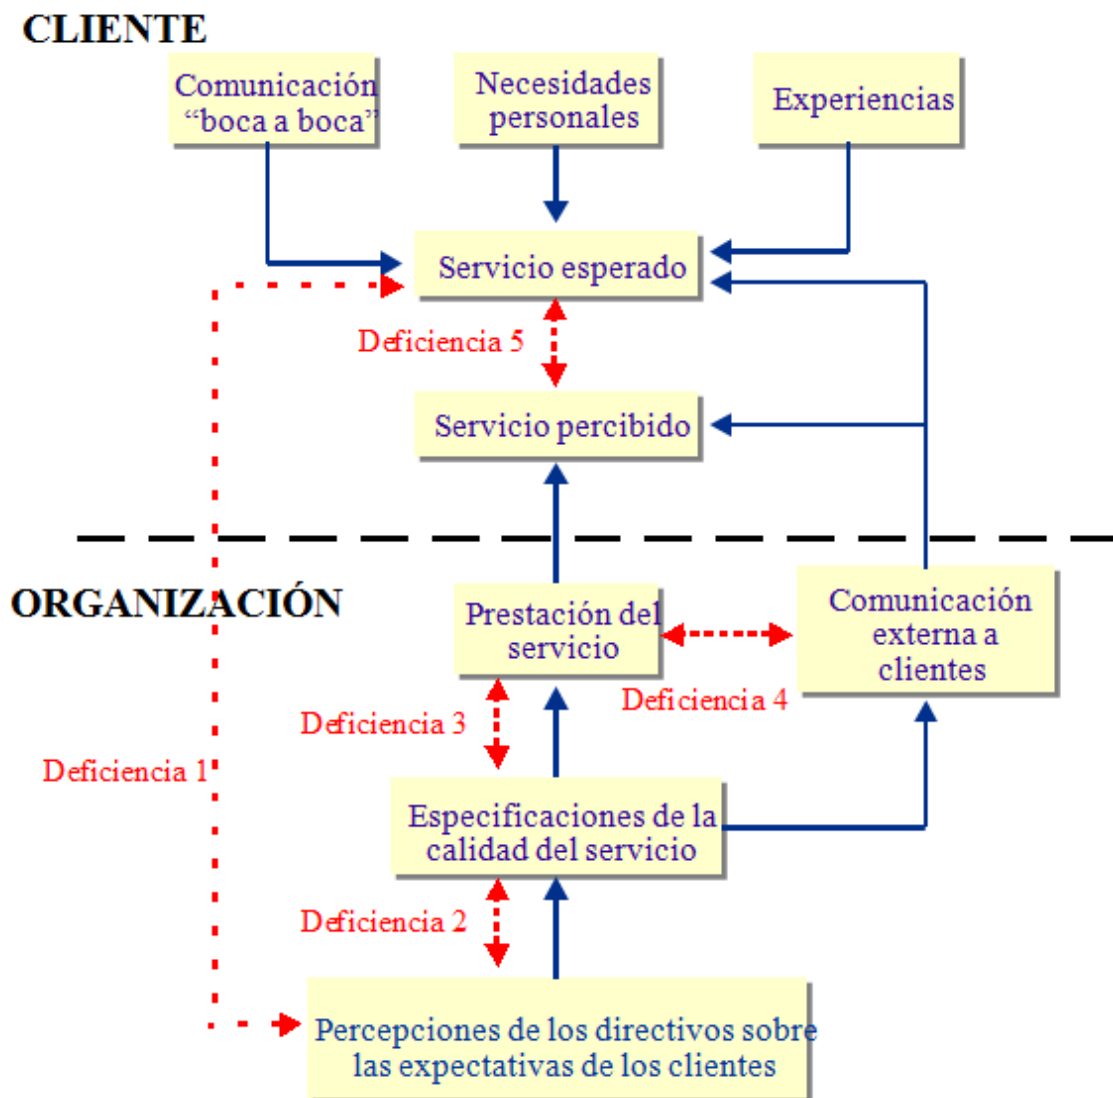 CLIENTE
Comunicación
“boca a boca”
Necesidades
personales
Experiencias
Servicio esperado
Deficiencia 5
Servicio percibido
ORGANIZACIÓN
Prestación del
servicio
Comunicación
externa a
clientes
Deficiencia 4
Deficiencia 3
Deficiencia 1
Especificaciones de la
calidad del servicio
Deficiencia 2
Percepciones de los directivos sobre
las expectativas de los clientes